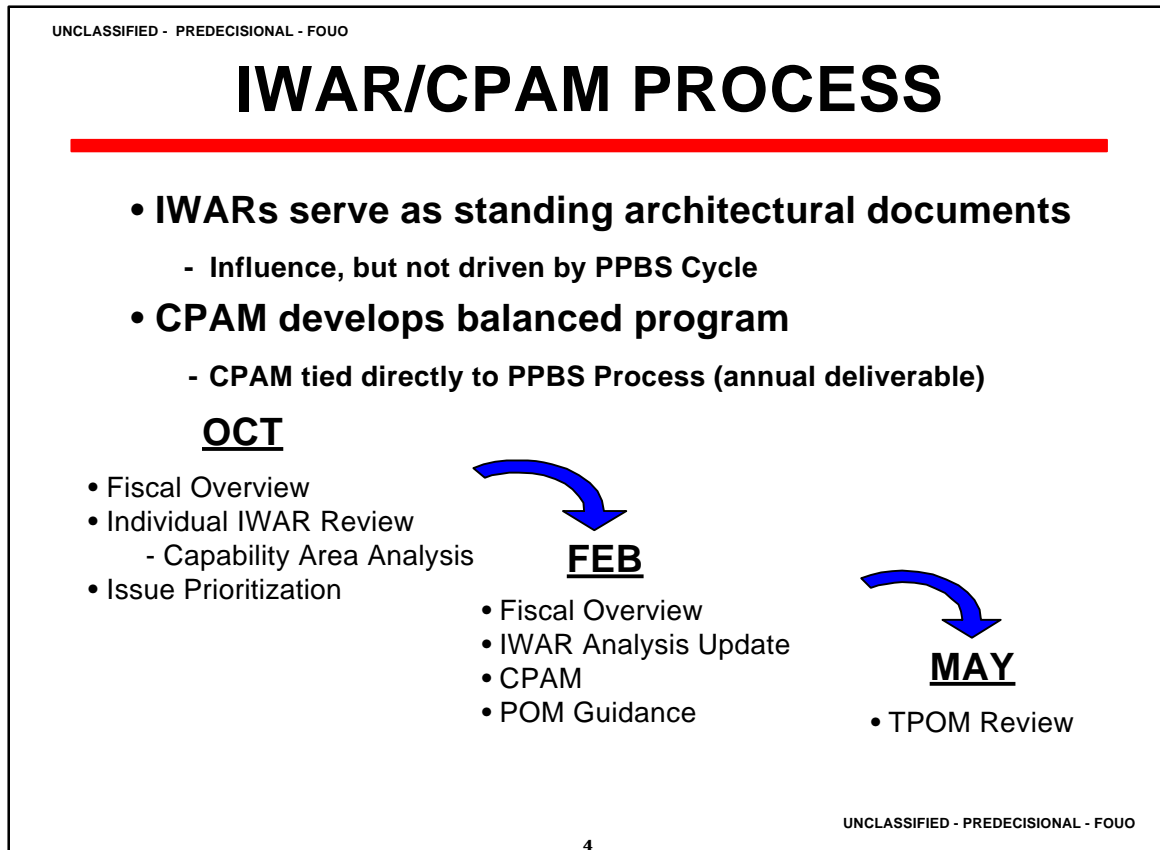 UNCLASSIFIED - PREDECISIONAL - FOUO
IWAR/CPAM PROCESS
• IWARs serve as standing architectural documents
- Influence, but not driven by PPBS Cycle
• CPAM develops balanced program
- CPAM tied directly to PPBS Process (annual deliverable)
OCT
• Fiscal Overview
• Individual IWAR Review
- Capability Area Analysis
• Issue Prioritization
FEB
• Fiscal Overview
• IWAR Analysis Update
• CPAM
• POM Guidance
MAY
• TPOM Review
UNCLASSIFIED - PREDECISIONAL - FOUO
4